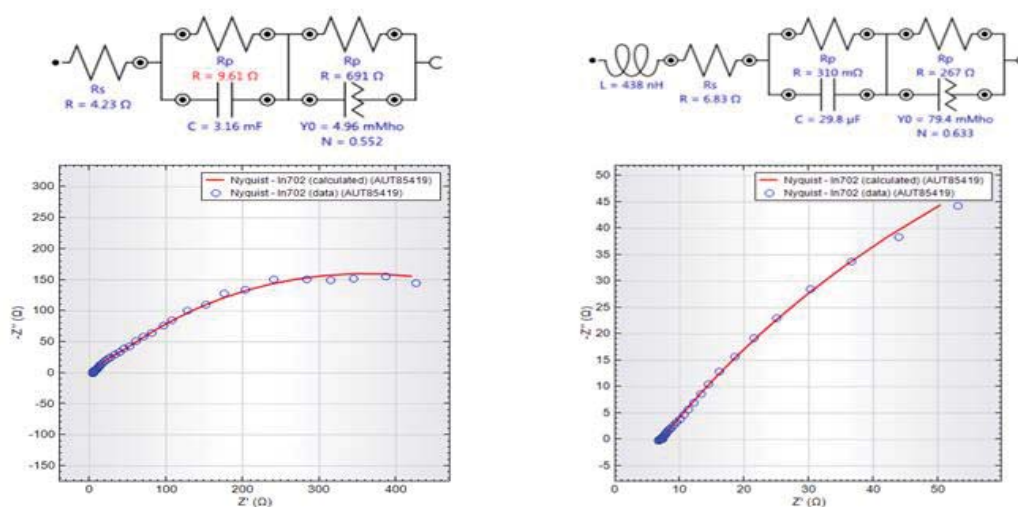 Rp
R = 9.61 Ω
Rs
R = 4.23 Ω
C = 3.16 mF
Rp
R = 691 Ω
Y0 = 4.96 mMho
N = 0.552
L = 438 nH
Rs
R = 6.83 Ω
Rp
R = 310 mΩ
C = 29.8 µF
Rp
R = 267 Ω
Y0 = 79.4 mMho
N = 0.633
Nyquist - In702 (calculated) (AUT85419)
Nyquist - In702 (data) (AUT85419)
300
250
200
150
100
50
0
-50
-100
-150
-Z'' (Ω)
0
100
200
300
400
Z' (Ω)
Nyquist - In702 (calculated) (AUT85419)
Nyquist - In702 (data) (AUT85419)
50
45
40
35
30
25
20
15
10
5
0
-5
-Z'' (Ω)
0
10
20
30
40
50
Z' (Ω)